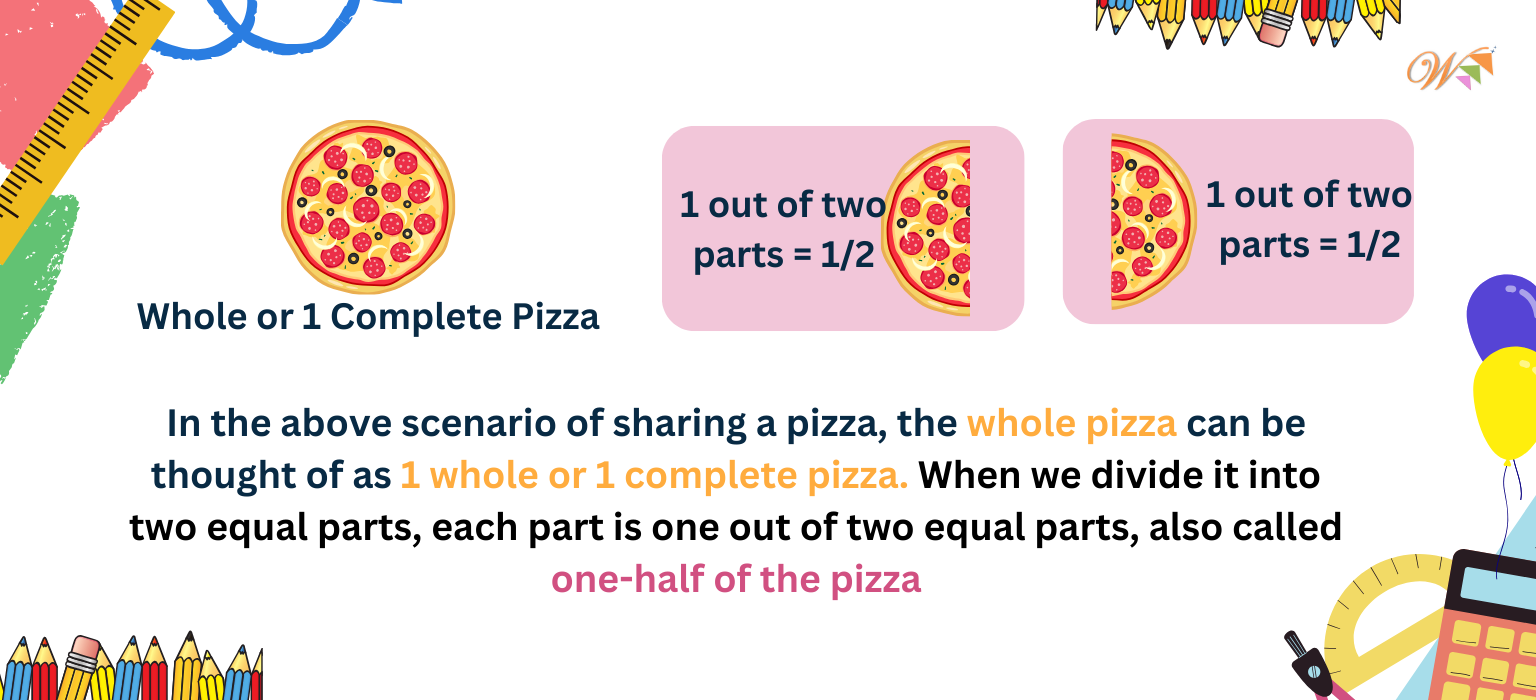 W
Whole or 1 Complete Pizza
1 out of two
parts = 1/2
1 out of two
parts = 1/2
In the above scenario of sharing a pizza, the whole pizza can be
thought of as 1 whole or 1 complete pizza. When we divide it into
two equal parts, each part is one out of two equal parts, also called
one-half of the pizza